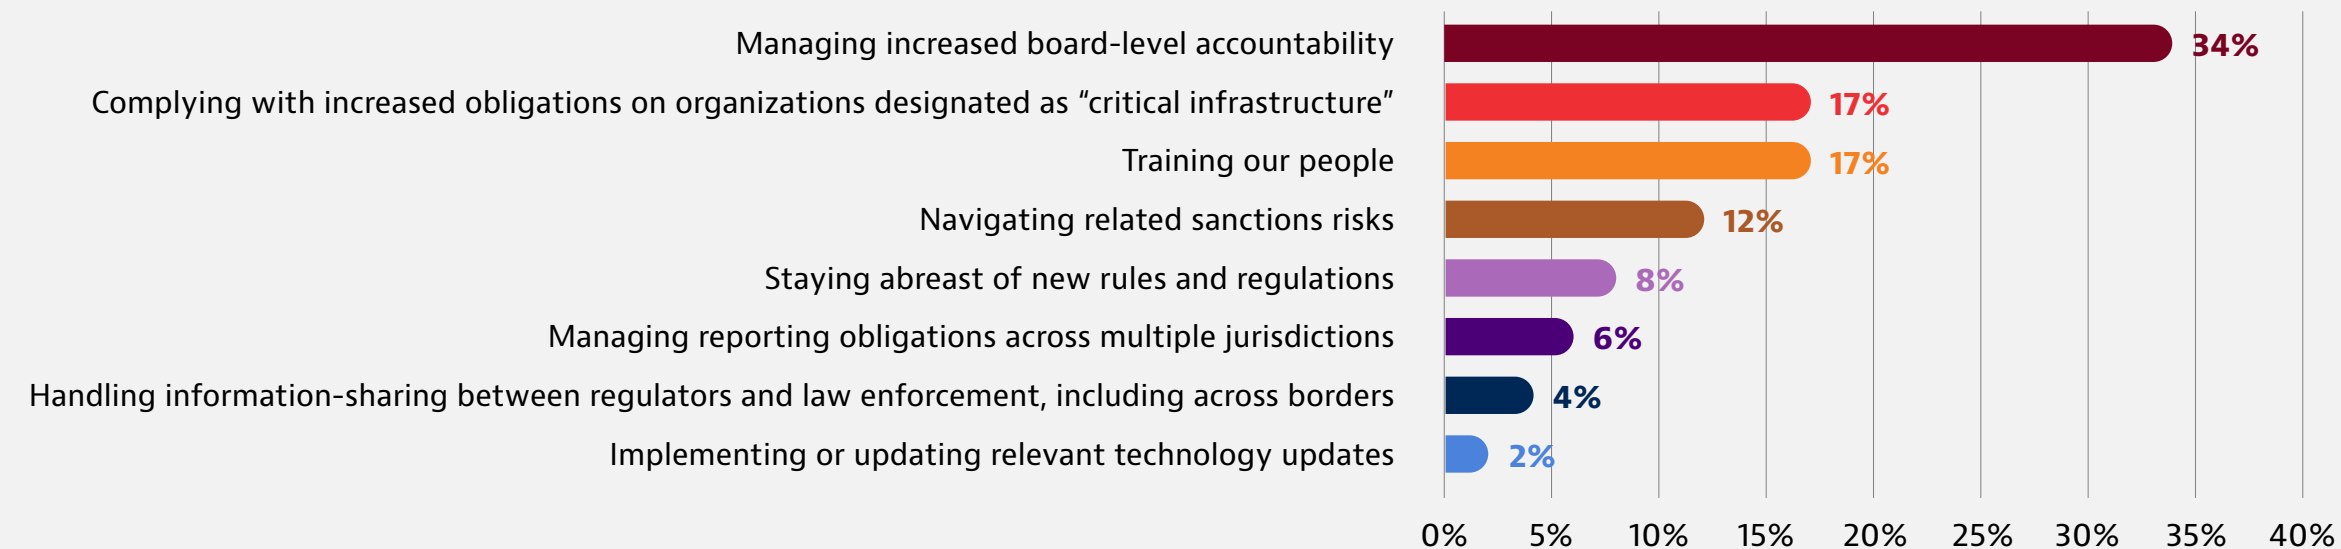 Managing increased board-level accountability 34%
Complying with increased obligations on organizations designated as “critical infrastructure” 17%
Training our people 17%
Navigating related sanctions risks 12%
Staying abreast of new rules and regulations 8%
Managing reporting obligations across multiple jurisdictions 6%
Handling information-sharing between regulators and law enforcement, including across borders 4%
Implementing or updating relevant technology updates 2%
0% 5% 10% 15% 20% 25% 30% 35% 40%